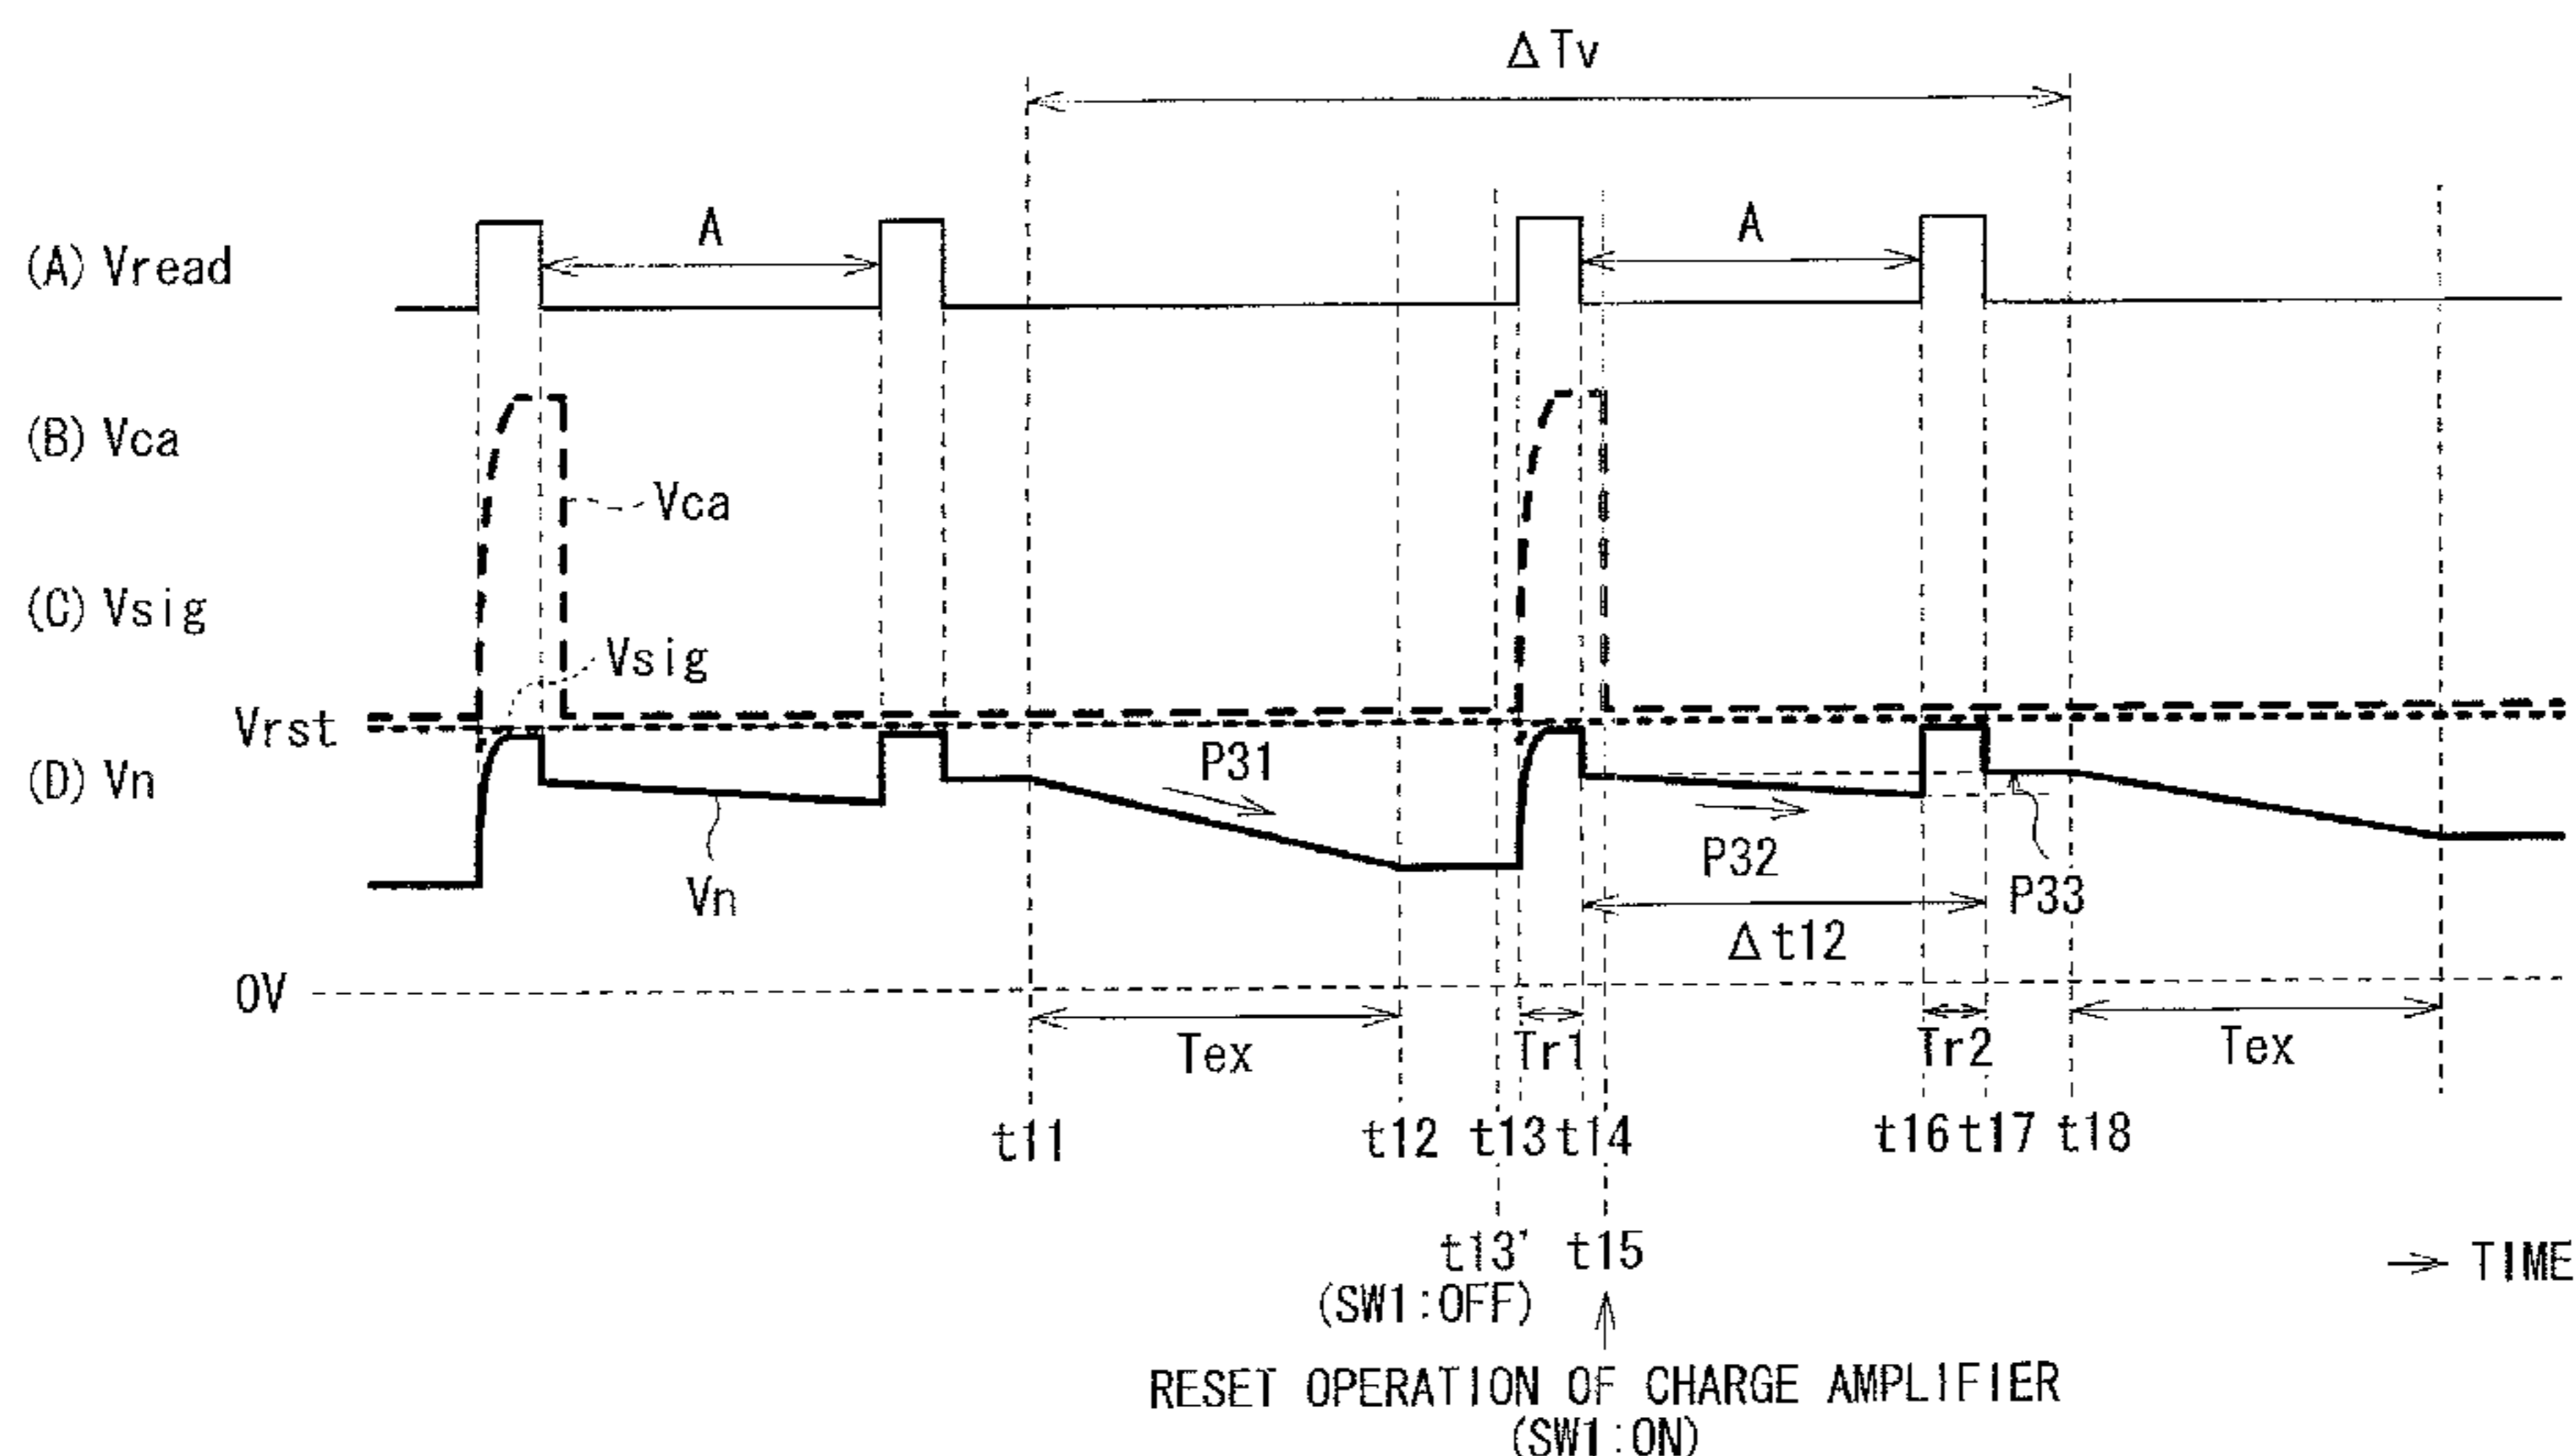 ΔTv
A
A
(A) Vread
(B) Vca
Vca
(C) Vsig
Vsig
Vrst
P31
(D) Vn
Vn
P32
P33
Δt12
0V
Tex
Tr1
Tr2
Tex
t11
t12
t13
t14
t16
t17
t18
t13'
t15
(SW1:OFF)
TIME
RESET OPERATION OF CHARGE AMPLIFIER
(SW1:ON)